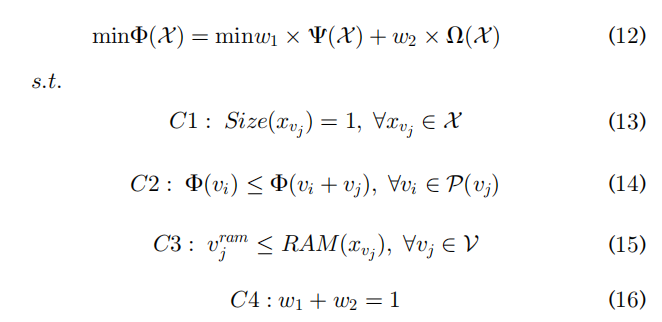 minΦ(𝒳) = minw₁ × Ψ(𝒳) + w₂ × Ω(𝒳) (12)
s.t.
C1 : Size(x_{v_j}) = 1, ∀x_{v_j} ∈ 𝒳 (13)
C2 : Φ(v_i) ≤ Φ(v_i + v_j), ∀v_i ∈ 𝒫(v_j) (14)
C3 : v_j^{ram} ≤ RAM(x_{v_j}), ∀v_j ∈ 𝒱 (15)
C4 : w₁ + w₂ = 1 (16)